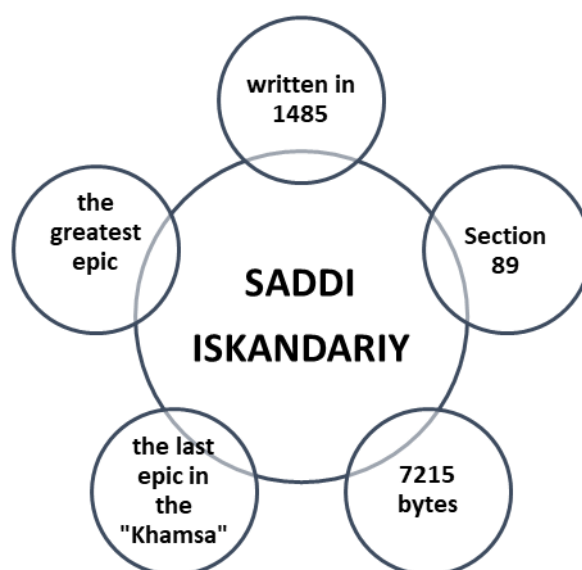 written in
1485
the
greatest
epic
Section
89
SADDI
ISKANDARIY
the last
epic in
the
"Khamsa"
7215
bytes